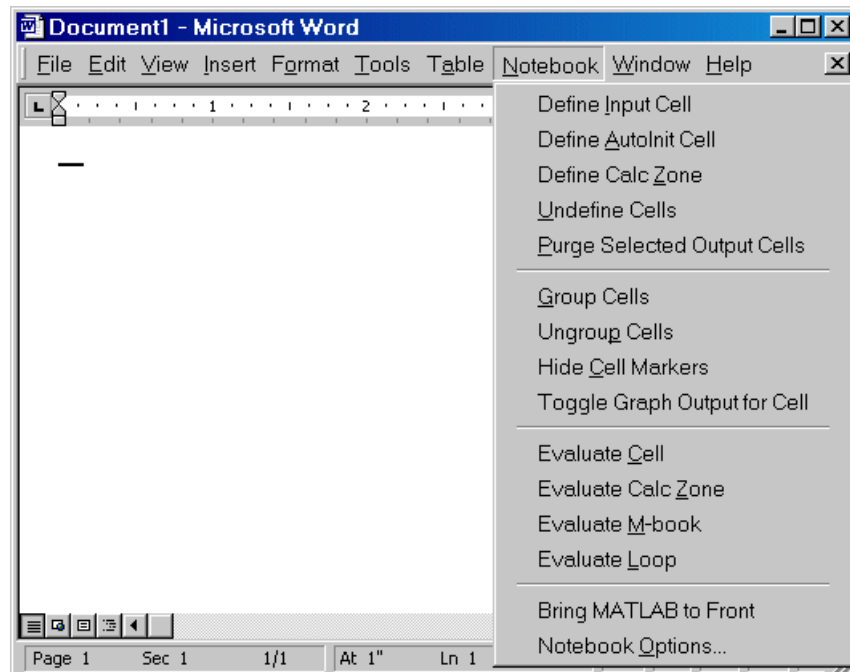 Document1 - Microsoft Word
File Edit View Insert Format Tools Table Notebook Window Help
L 1 2
Define Input Cell
Define AutoInit Cell
Define Calc Zone
Undefine Cells
Purge Selected Output Cells
Group Cells
Ungroup Cells
Hide Cell Markers
Toggle Graph Output for Cell
Evaluate Cell
Evaluate Calc Zone
Evaluate M-book
Evaluate Loop
Bring MATLAB to Front
Notebook Options...
Page 1 Sec 1 1/1 At 1" Ln 1